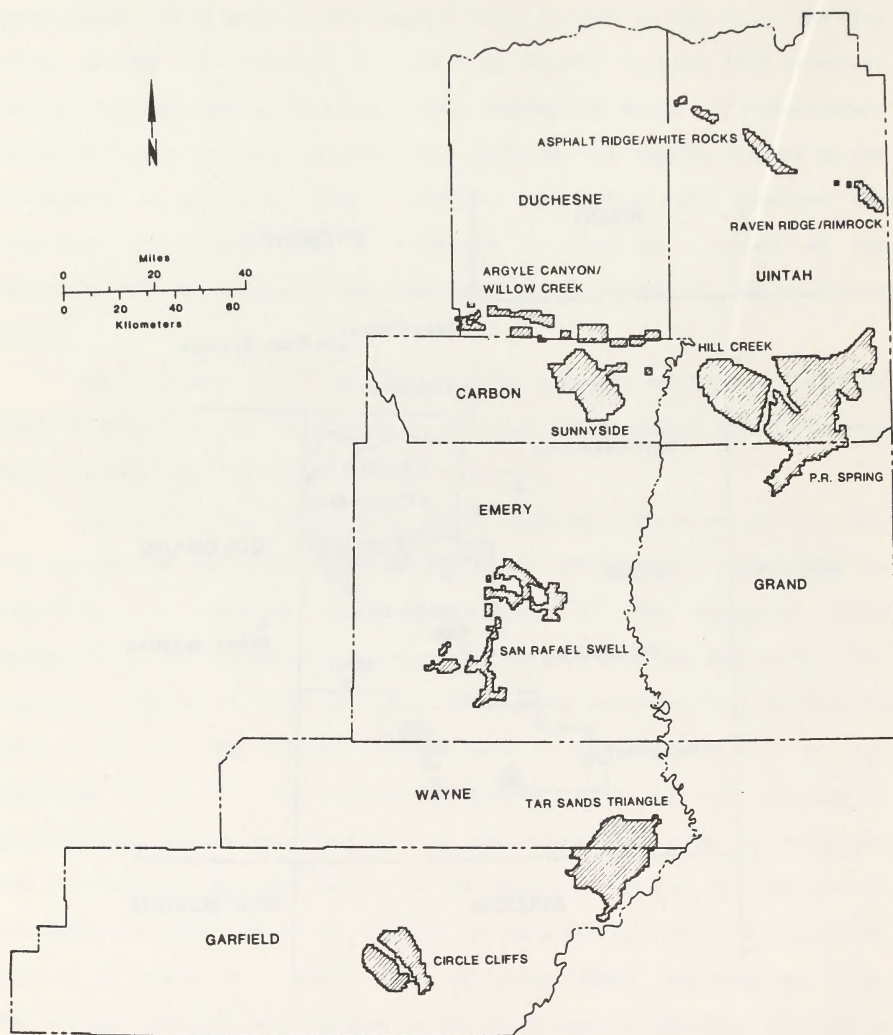 ASPHALT RIDGE/WHITE ROCKS
DUCHESNE
N
RAVEN RIDGE/RIMROCK
Miles
0 20 40
0 20 40 60
Kilometers
ARGYLE CANYON/
WILLOW CREEK
UINTAH
HILL CREEK
CARBON
SUNNYSIDE
P.R. SPRING
EMERY
GRAND
SAN RAFAEL SWELL
WAYNE
TAR SANDS TRIANGLE
GARFIELD
CIRCLE CLIFFS